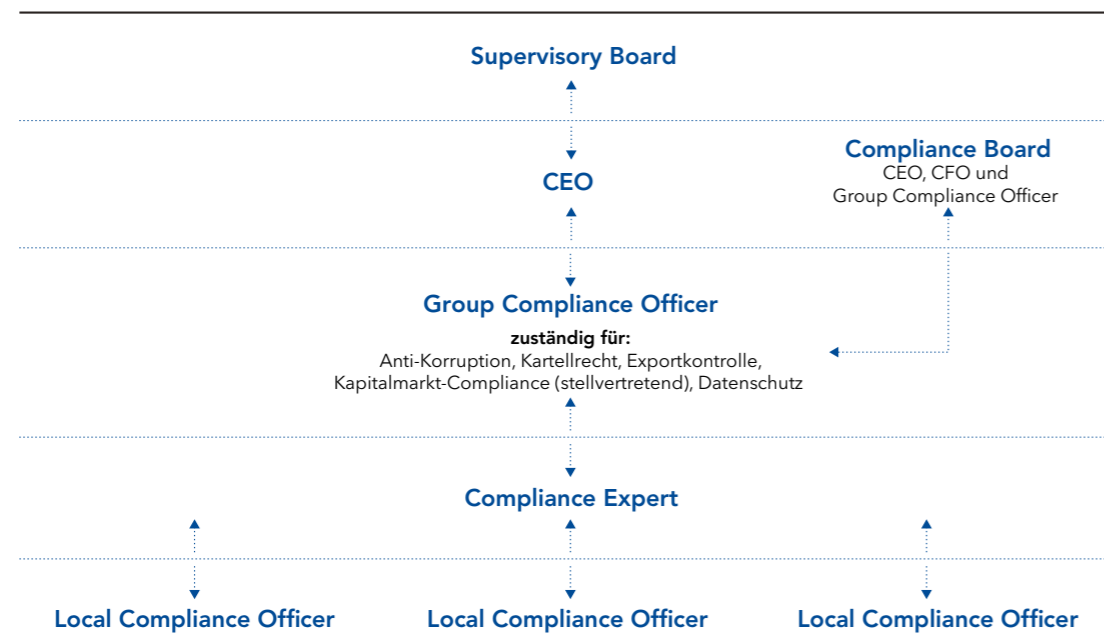 Supervisory Board
Compliance Board
CEO, CFO und
Group Compliance Officer
CEO
Group Compliance Officer
zuständig für:
Anti-Korruption, Kartellrecht, Exportkontrolle,
Kapitalmarkt-Compliance (stellvertretend), Datenschutz
Compliance Expert
Local Compliance Officer
Local Compliance Officer
Local Compliance Officer